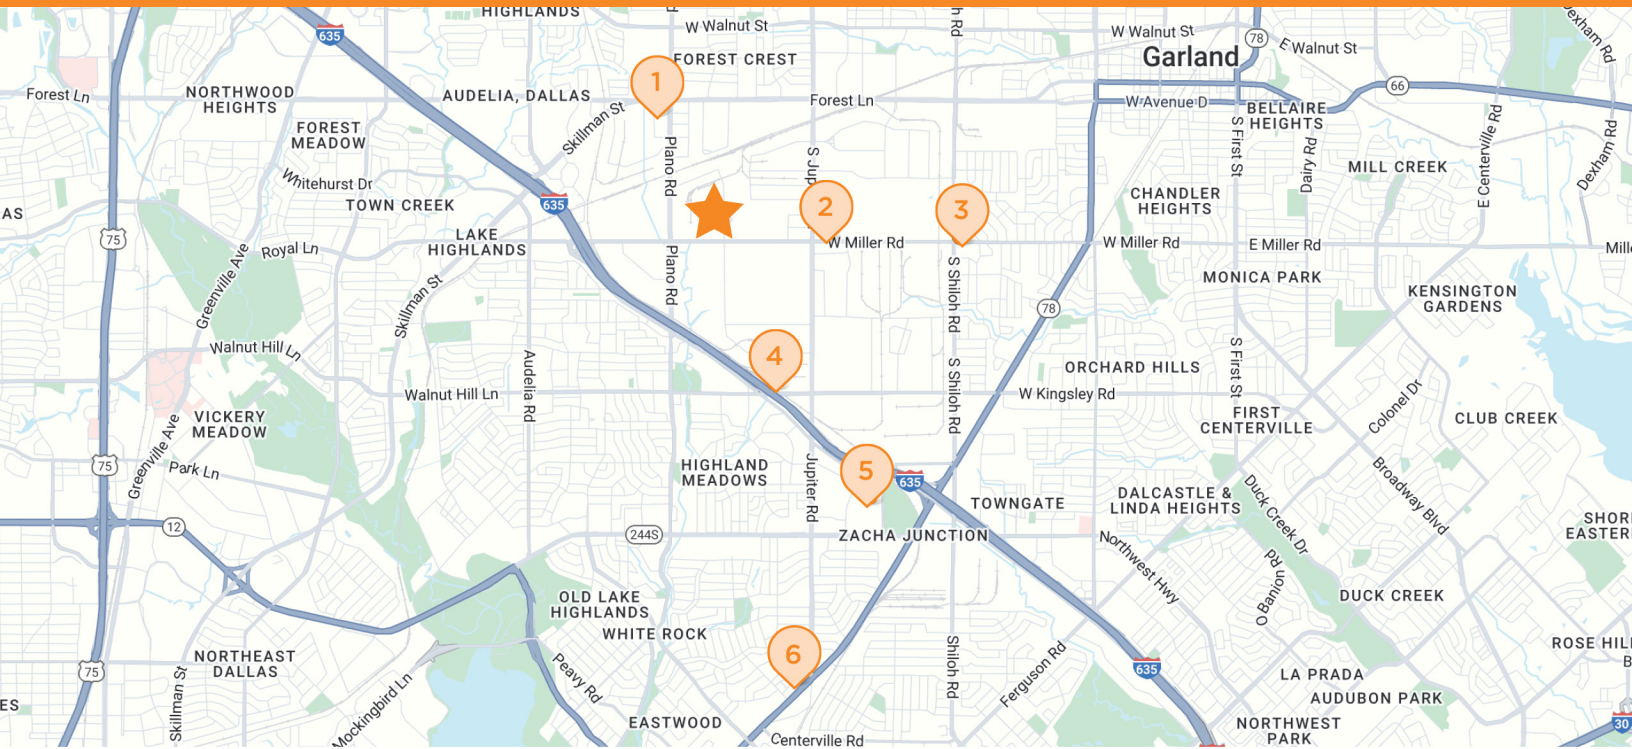 HIGHLANDS
W Walnut St
W Walnut St
78
E Walnut St
Garland
635
FOREST CREST
1
66
Forest Ln
NORTHWOOD
HEIGHTS
AUDELIA, DALLAS
Forest Ln
W Avenue D
BELLAIRE
HEIGHTS
Dexham Rd
FOREST
MEADOW
Skillman St
Plano Rd
S Jup
S First St
Dairy Rd
E Centerville Rd
Dexham Rd
MILL CREEK
Whitehurst Dr
TOWN CREEK
635
2
3
CHANDLER
HEIGHTS
AS
75
Royal Ln
LAKE
HIGHLANDS
W Miller Rd
W Miller Rd
E Miller Rd
Greenville Ave
Skillman St
Plano Rd
S Shiloh Rd
MONICA PARK
KENSINGTON
GARDENS
78
Walnut Hill Ln
4
S Shiloh Rd
ORCHARD HILLS
S First St
Walnut Hill Ln
Audelia Rd
W Kingsley Rd
Colonel Dr
VICKERY
MEADOW
FIRST
CENTERVILLE
CLUB CREEK
75
Greenville Ave
Park Ln
HIGHLAND
MEADOWS
Jupiter Rd
5
635
TOWNGATE
DALCASTLE &
LINDA HEIGHTS
Duck Creek Dr
Broadway Blvd
12
244S
ZACHA JUNCTION
Northwest Hwy
O Banion Rd
OLD LAKE
HIGHLANDS
DUCK CREEK
WHITE ROCK
6
Shiloh Rd
Ferguson Rd
635
75
NORTHEAST
DALLAS
Skillman St
Mockingbird Ln
Peavy Rd
LA PRADA
AUDUBON PARK
EASTWOOD
Centerville Rd
NORTHWEST
PARK
30